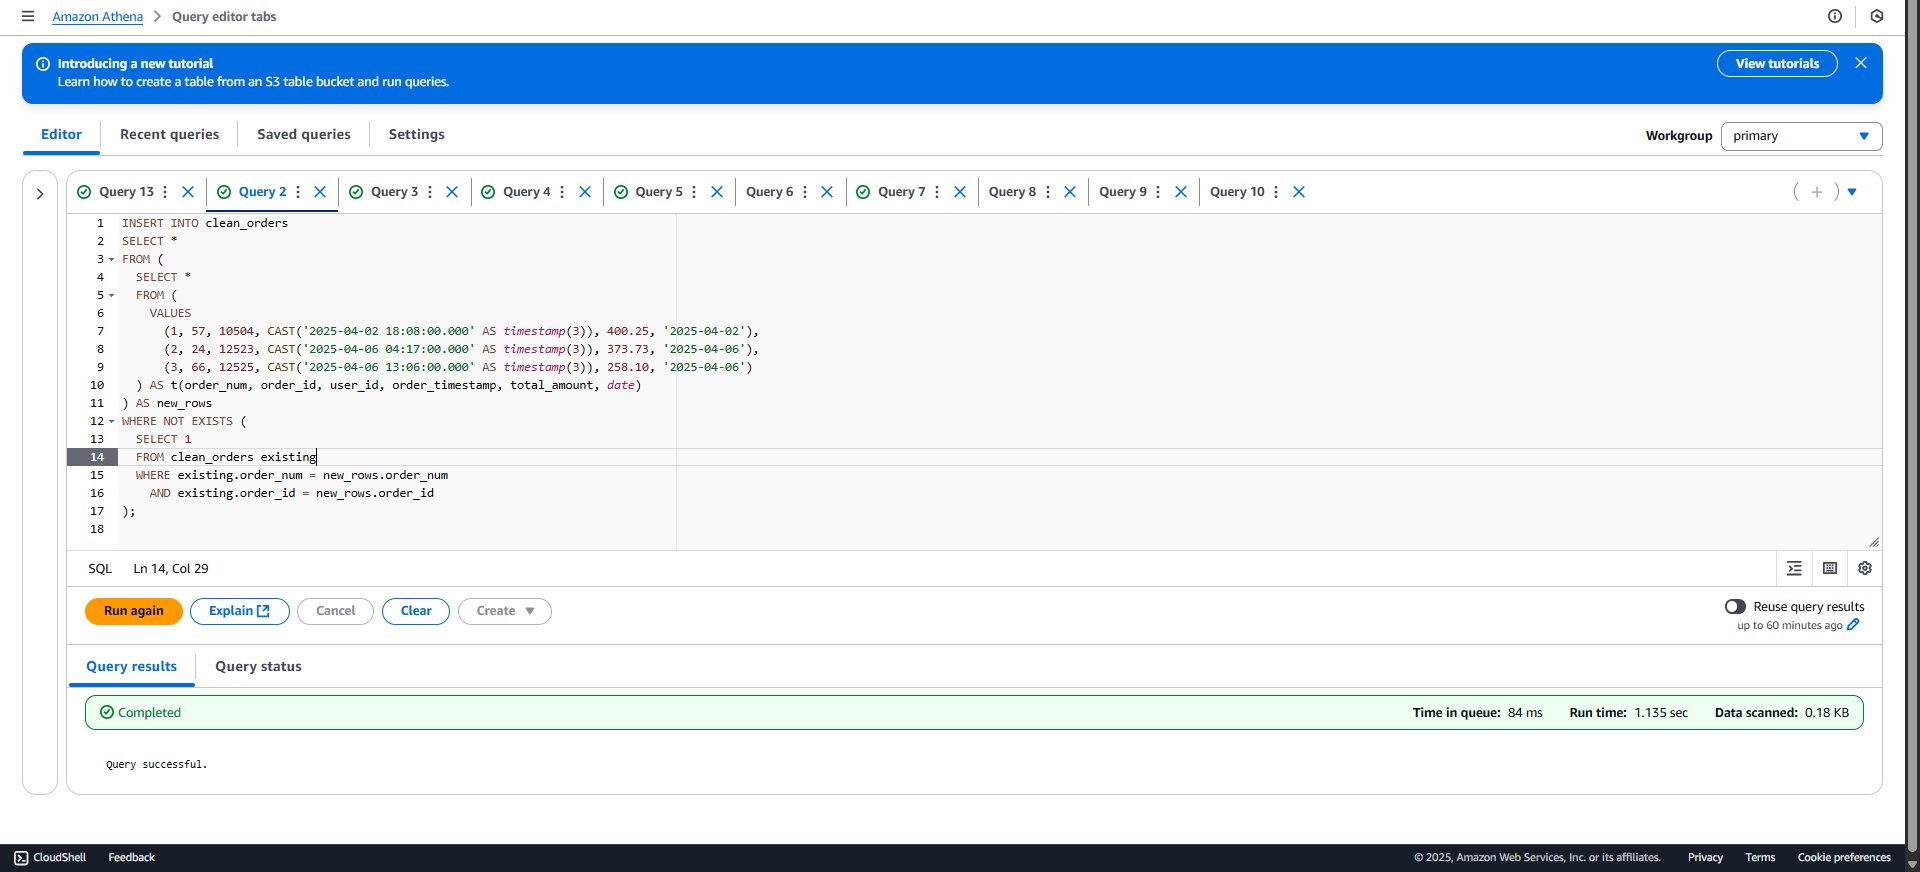 Amazon Athena > Query editor tabs
Introducing a new tutorial
Learn how to create a table from an S3 table bucket and run queries.
View tutorials
Editor Recent queries Saved queries Settings
Workgroup primary
Query 13 Query 2 Query 3 Query 4 Query 5 Query 6 Query 7 Query 8 Query 9 Query 10
1 INSERT INTO clean_orders
2 SELECT *
3 FROM (
4 SELECT *
5 FROM (
6 VALUES
7 (1, 57, 10504, CAST('2025-04-02 18:08:00.000' AS timestamp(3)), 400.25, '2025-04-02'),
8 (2, 24, 12523, CAST('2025-04-06 04:17:00.000' AS timestamp(3)), 373.73, '2025-04-06'),
9 (3, 66, 12525, CAST('2025-04-06 13:06:00.000' AS timestamp(3)), 258.10, '2025-04-06')
10 ) AS t(order_num, order_id, user_id, order_timestamp, total_amount, date)
11 ) AS new_rows
12 WHERE NOT EXISTS (
13 SELECT 1
14 FROM clean_orders existing
15 WHERE existing.order_num = new_rows.order_num
16 AND existing.order_id = new_rows.order_id
17 );
18
SQL Ln 14, Col 29
Run again Explain Cancel Clear Create
Reuse query results
up to 60 minutes ago
Query results Query status
Completed
Time in queue: 84 ms Run time: 1.135 sec Data scanned: 0.18 KB
Query successful.
CloudShell Feedback
© 2025, Amazon Web Services, Inc. or its affiliates. Privacy Terms Cookie preferences